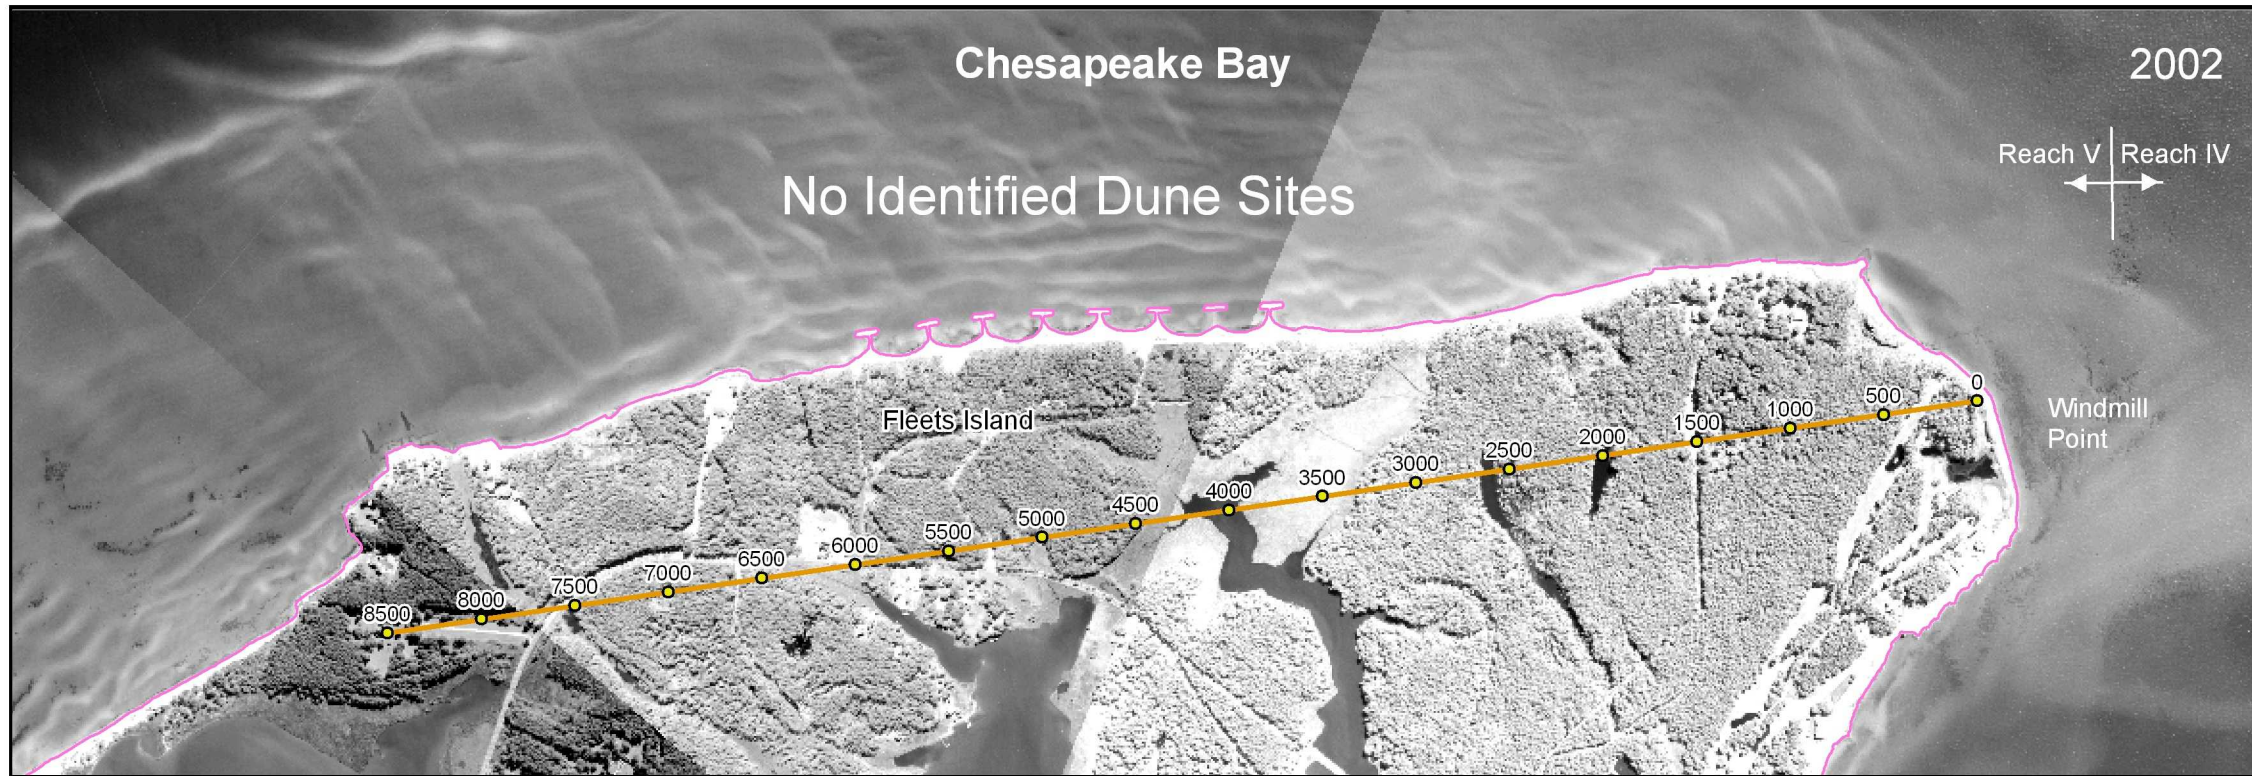 Chesapeake Bay
2002
Reach V
Reach IV
No Identified Dune Sites
Fleets Island
Windmill
Point
0
500
1000
1500
2000
2500
3000
3500
4000
4500
5000
5500
6000
6500
7000
7500
8000
8500